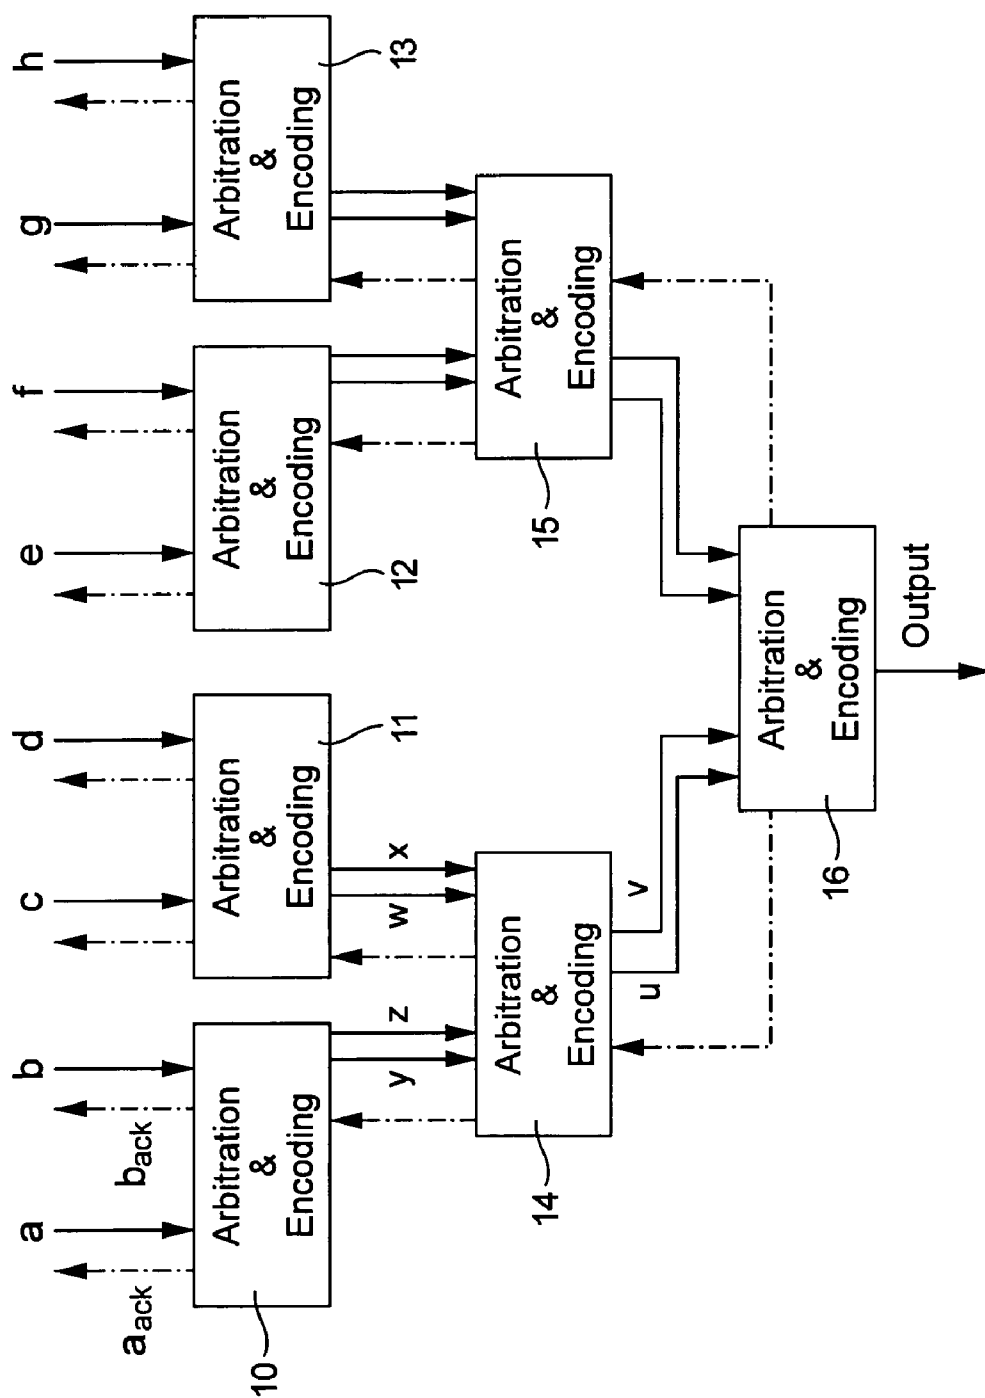 a
b
c
d
e
f
g
h
a_ack
b_ack
Arbitration
&
Encoding
10
Arbitration
&
Encoding
11
Arbitration
&
Encoding
12
Arbitration
&
Encoding
13
y
z
w
x
Arbitration
&
Encoding
14
Arbitration
&
Encoding
15
u
v
Arbitration
&
Encoding
16
Output